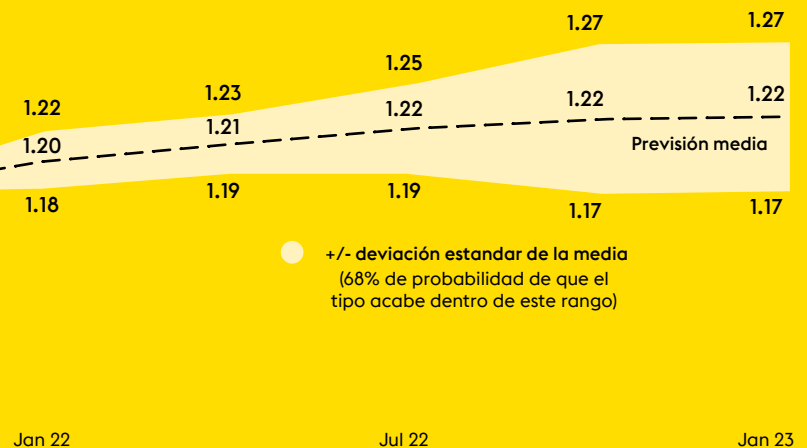 1.27
1.27
1.25
1.23
1.22
1.22
1.22
1.22
1.21
1.20
Previsión media
1.18
1.19
1.19
1.17
1.17
+/- deviación estandar de la media
(68% de probabilidad de que el
tipo acabe dentro de este rango)
Jan 22
Jul 22
Jan 23